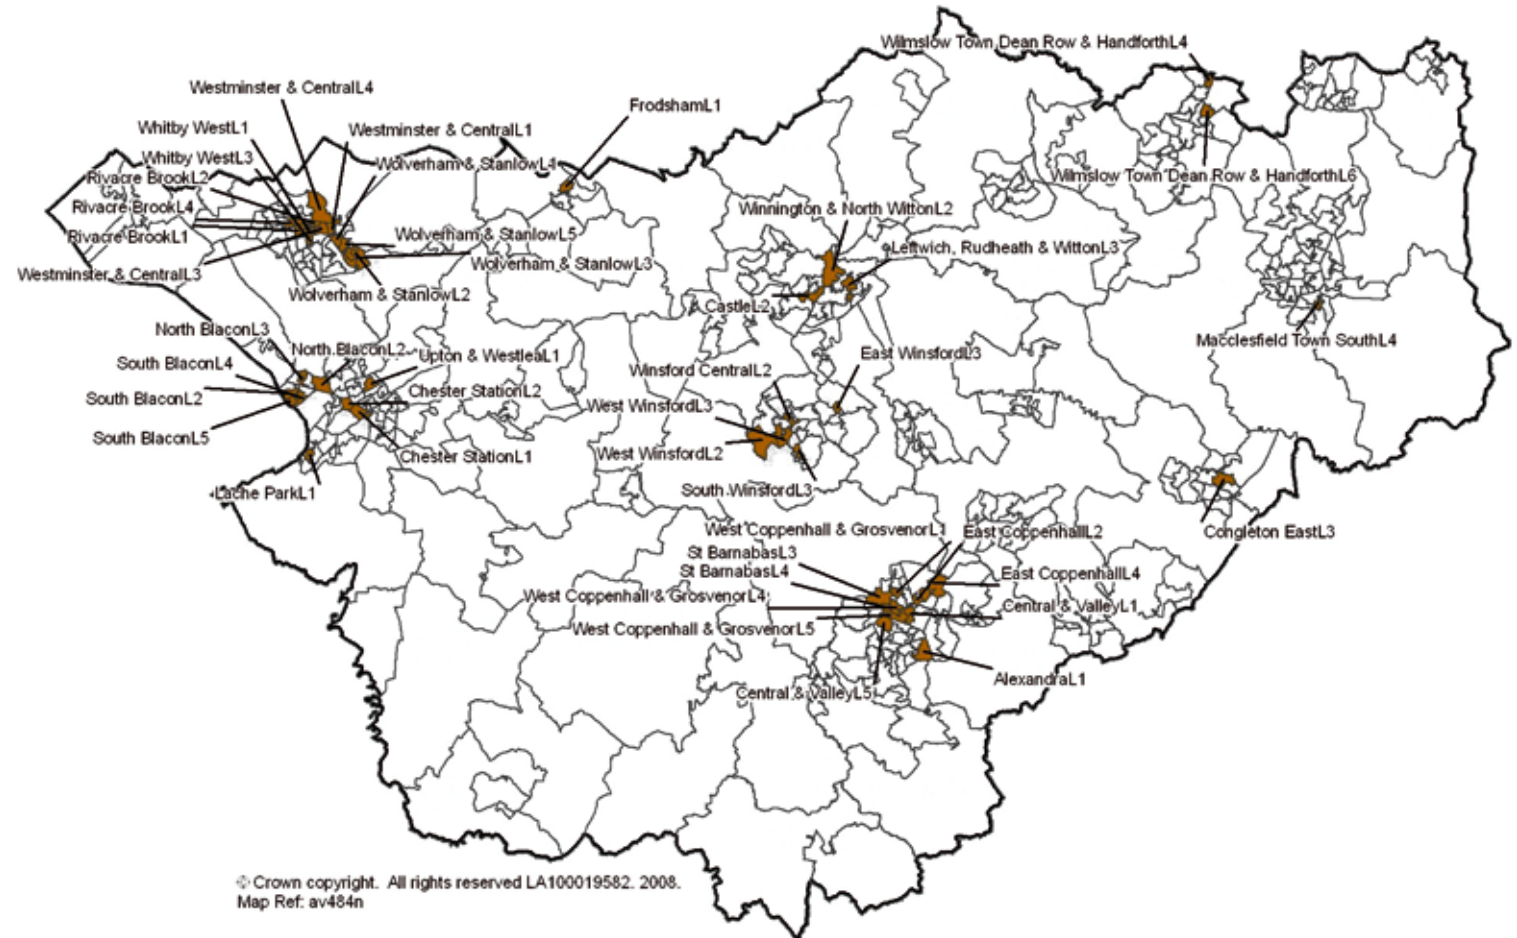 Wilmslow Town Dean Row & HandforthL4
Westminster & CentralL4
FrodshamL1
Whitby WestL1
Westminster & CentralL1
Whitby WestL3
Wolverham & StanlowL4
Rivacre BrookL2
Wilmslow Town Dean Row & HandforthL6
Rivacre BrookL4
Winnington & North WittonL2
Rivacre BrookL1
Wolverham & StanlowL5
Leftwich, Rudheath & WittonL3
Westminster & CentralL3
Wolverham & StanlowL3
Wolverham & StanlowL2
CastleL2
North BlaconL3
Macclesfield Town SouthL4
North BlaconL2
Upton & WestleaL1
East WinsfordL3
South BlaconL4
Winsford CentralL2
Chester StationL2
South BlaconL2
West WinsfordL3
South BlaconL5
West WinsfordL2
Chester StationL1
Lache ParkL1
South WinsfordL3
West Coppenhall & GrosvenorL1
East CoppenhallL2
Congleton EastL3
St BarnabasL3
St BarnabasL4
East CoppenhallL4
West Coppenhall & GrosvenorL4
Central & ValleyL1
West Coppenhall & GrosvenorL5
AlexandraL1
Central & ValleyL5
© Crown copyright. All rights reserved LA100019582. 2008.
Map Ref: av484n